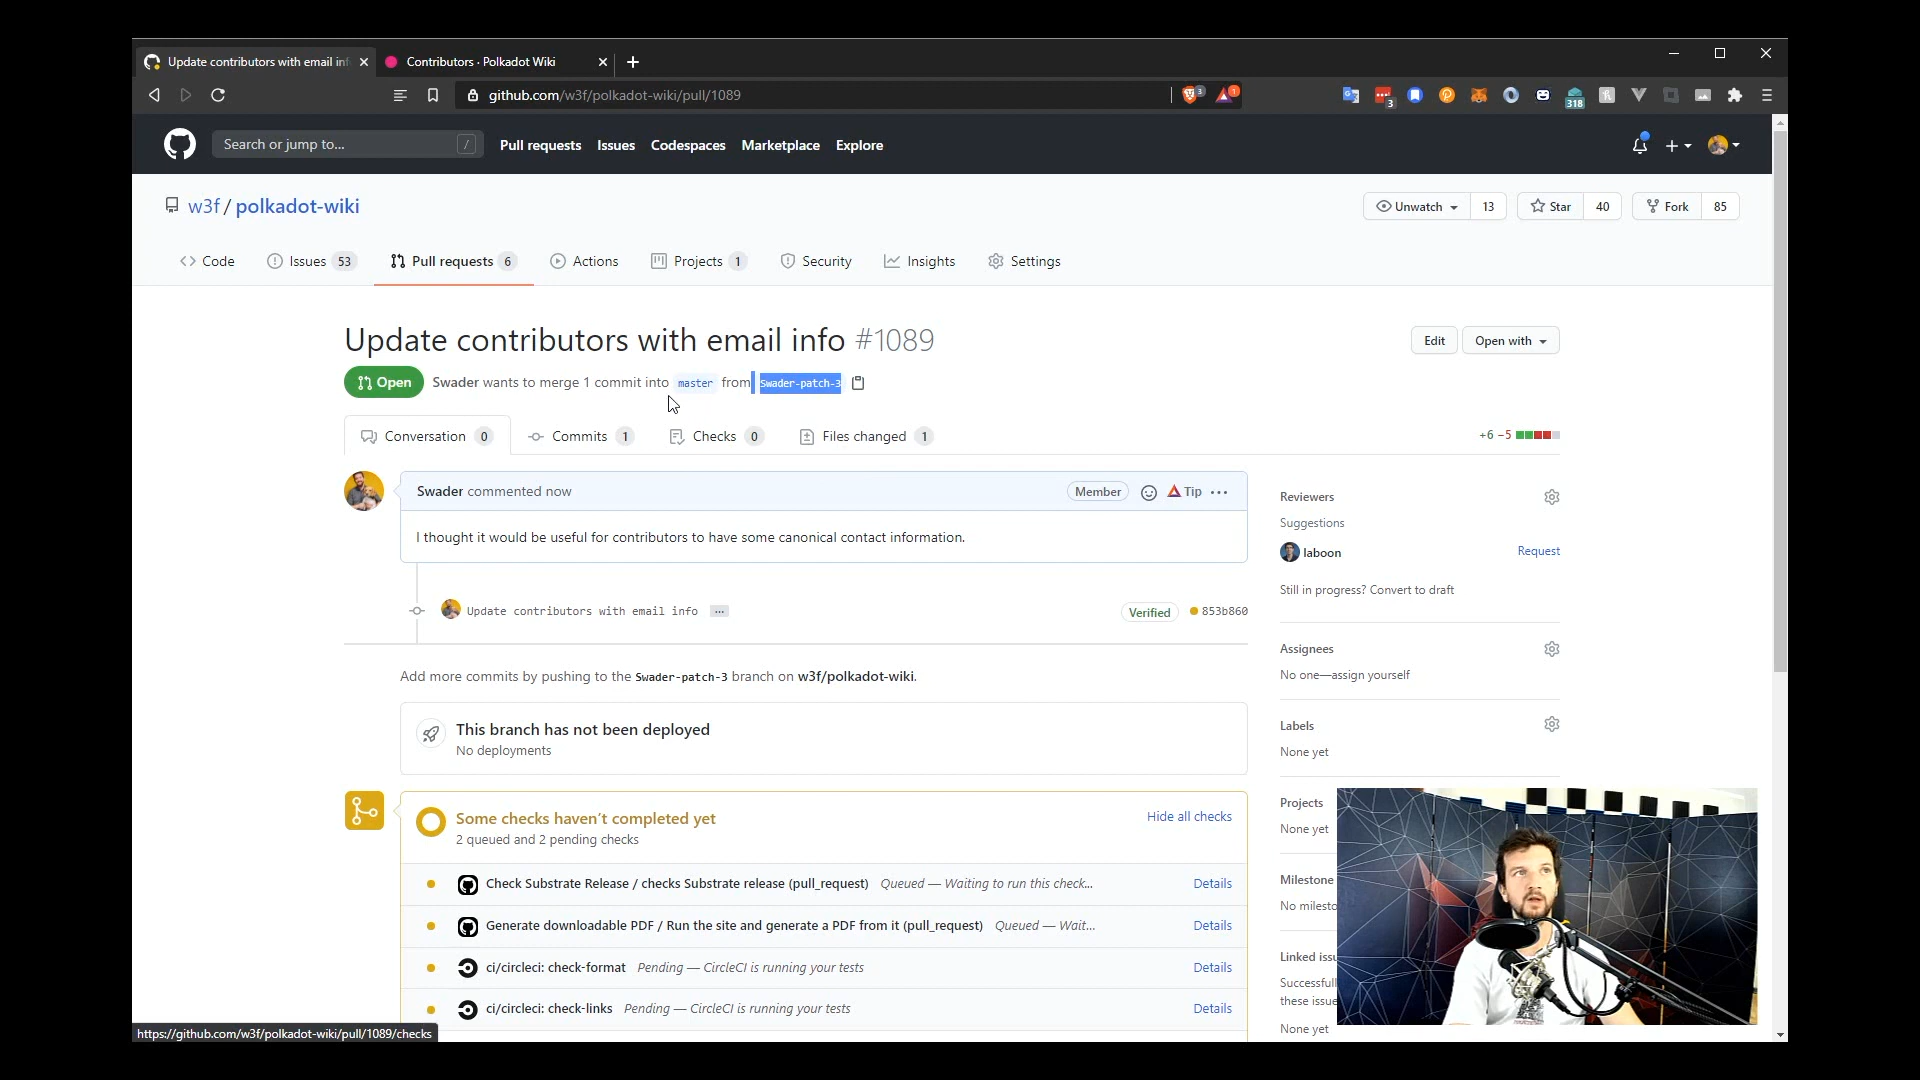 Update contributors with email inf
Contributors · Polkadot Wiki
github.com/w3f/polkadot-wiki/pull/1089
3
1
3
318
Search or jump to...
/
Pull requests
Issues
Codespaces
Marketplace
Explore
w3f / polkadot-wiki
Unwatch
13
Star
40
Fork
85
Code
Issues 53
Pull requests 6
Actions
Projects 1
Security
Insights
Settings
Update contributors with email info #1089
Edit
Open with
Open
Swader wants to merge 1 commit into master from Swader-patch-3
Conversation 0
Commits 1
Checks 0
Files changed 1
+6 −5
Swader commented now
Member
Tip
I thought it would be useful for contributors to have some canonical contact information.
Update contributors with email info
Verified
853b860
Add more commits by pushing to the Swader-patch-3 branch on w3f/polkadot-wiki.
This branch has not been deployed
No deployments
Some checks haven't completed yet
Hide all checks
2 queued and 2 pending checks
Check Substrate Release / checks Substrate release (pull_request) Queued — Waiting to run this check...
Details
Generate downloadable PDF / Run the site and generate a PDF from it (pull_request) Queued — Wait...
Details
ci/circleci: check-format Pending — CircleCI is running your tests
Details
ci/circleci: check-links Pending — CircleCI is running your tests
Details
Reviewers
Suggestions
laboon
Request
Still in progress? Convert to draft
Assignees
No one—assign yourself
Labels
None yet
Projects
None yet
Milestone
No milesto
Linked issu
Successfull
these issue
None yet
https://github.com/w3f/polkadot-wiki/pull/1089/checks